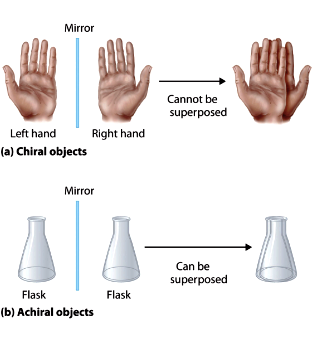 Mirror
Cannot be
superposed
Left hand
Right hand
(a) Chiral objects
Mirror
Can be
superposed
Flask
Flask
(b) Achiral objects